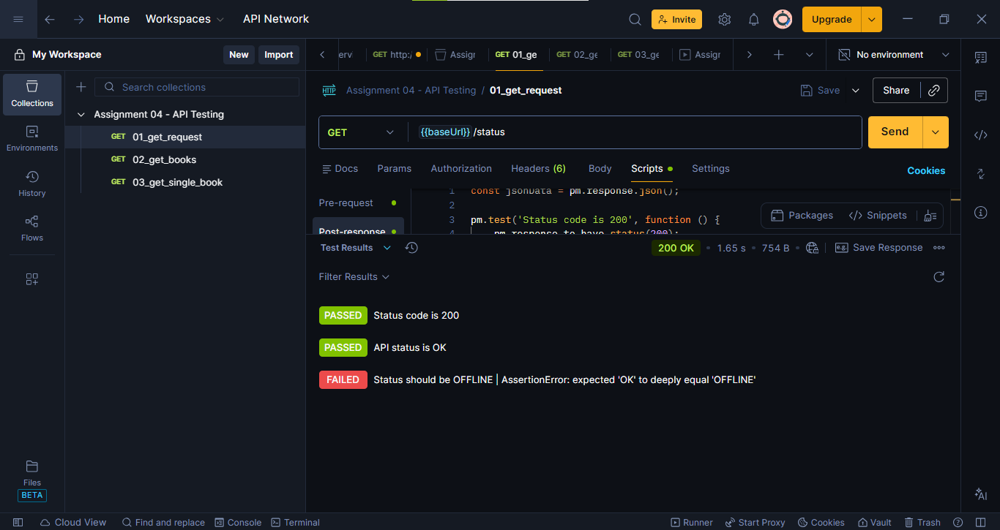 Home Workspaces API Network Invite Upgrade
My Workspace New Import
GET http: Assign GET 01_ge GET 02_ge GET 03_ge Assign No environment
Collections
Environments
History
Flows
Files
BETA
Search collections
Assignment 04 - API Testing
GET 01_get_request
GET 02_get_books
GET 03_get_single_book
HTTP Assignment 04 - API Testing / 01_get_request Save Share
GET {{baseUrl}} /status Send
Docs Params Authorization Headers (6) Body Scripts Settings Cookies
Pre-request
Post-response
1 const jsonData = pm.response.json();
2
3 pm.test('Status code is 200', function () {
4 pm.response.to.have.status(200);
Packages </> Snippets
Test Results 200 OK 1.65 s 754 B e.g. Save Response
Filter Results
PASSED Status code is 200
PASSED API status is OK
FAILED Status should be OFFLINE | AssertionError: expected 'OK' to deeply equal 'OFFLINE'
AI
Cloud View Find and replace Console Terminal Runner Start Proxy Cookies Vault Trash